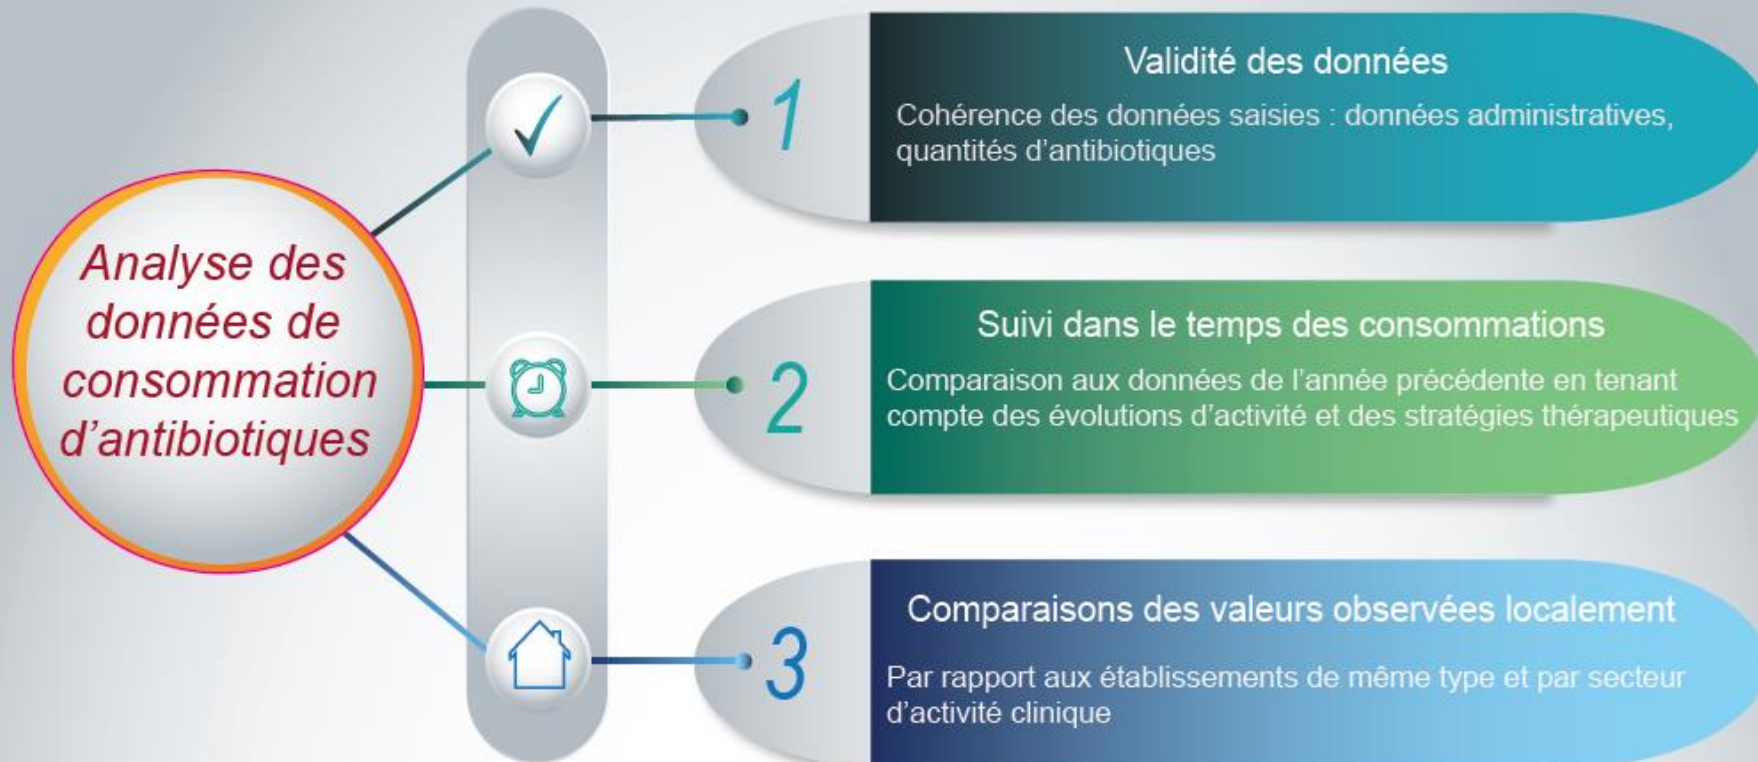 Analyse des
données de
consommation
d’antibiotiques
1
Validité des données
Cohérence des données saisies : données administratives,
quantités d’antibiotiques
2
Suivi dans le temps des consommations
Comparaison aux données de l’année précédente en tenant
compte des évolutions d’activité et des stratégies thérapeutiques
3
Comparaisons des valeurs observées localement
Par rapport aux établissements de même type et par secteur
d’activité clinique